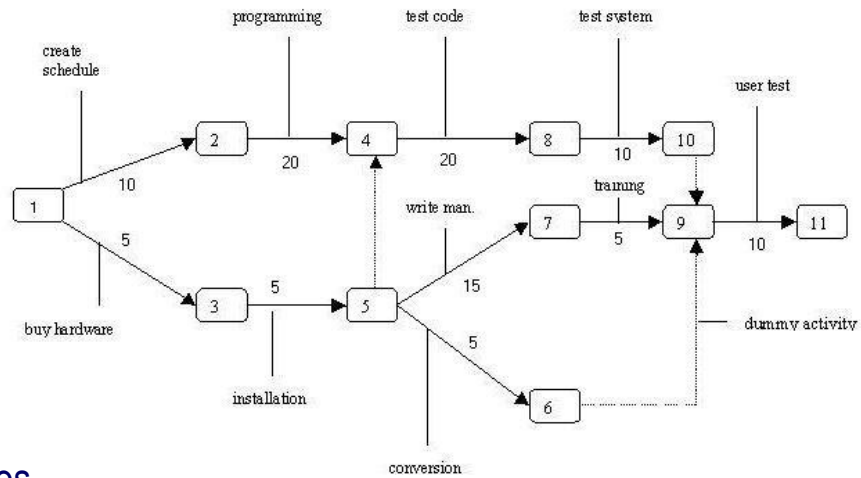 programming
test code
test system
create
schedule
user test
2
4
8
10
10
20
20
10
training
1
write man.
7
9
11
5
5
10
5
3
5
15
buy hardware
5
dummy activity
installation
6
conversion